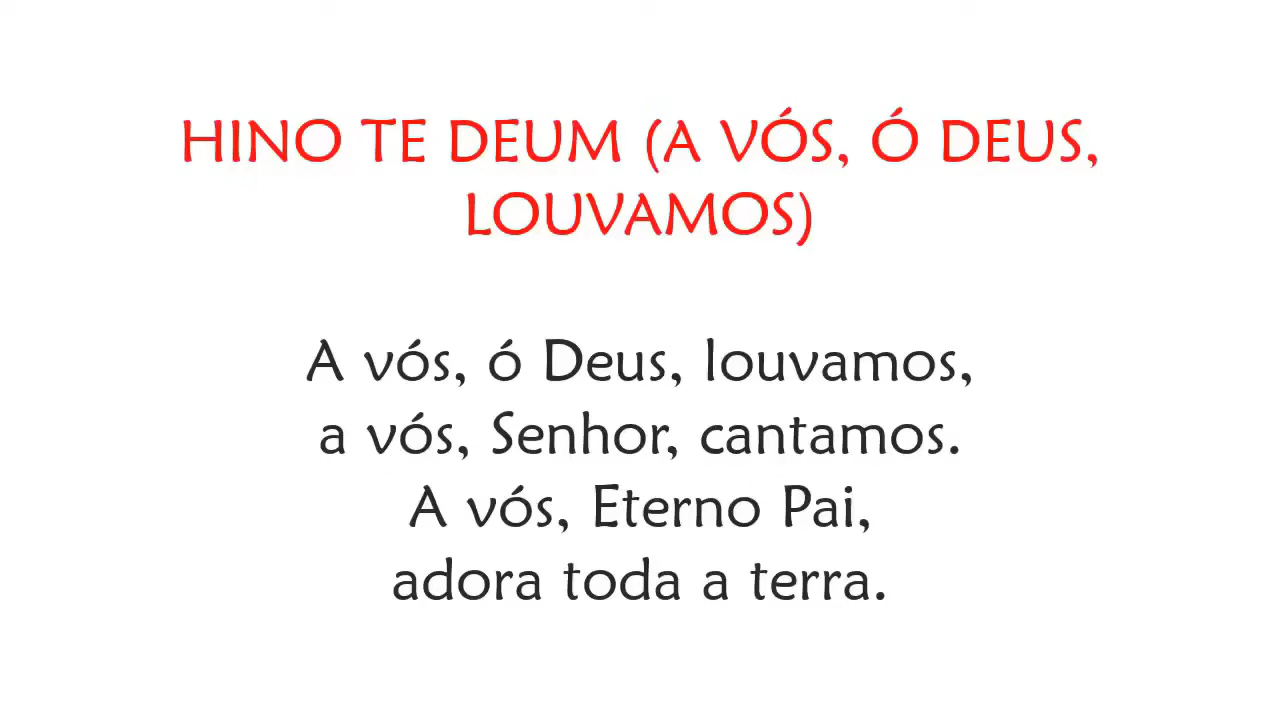 HINO TE DEUM (A VÓS, Ó DEUS,
LOUVAMOS)
A vós, ó Deus, louvamos,
a vós, Senhor, cantamos.
A vós, Eterno Pai,
adora toda a terra.